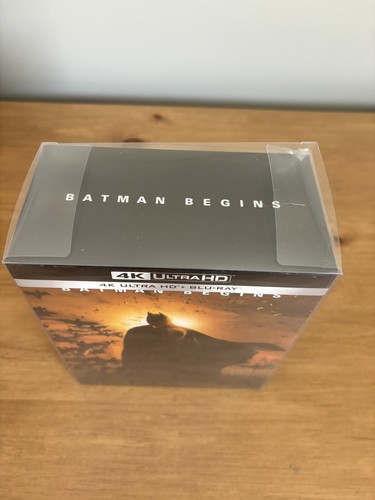 BATMAN BEGINS
4K ULTRA HD
4K ULTRA HD • BLU-RAY
BATMAN BEGINS